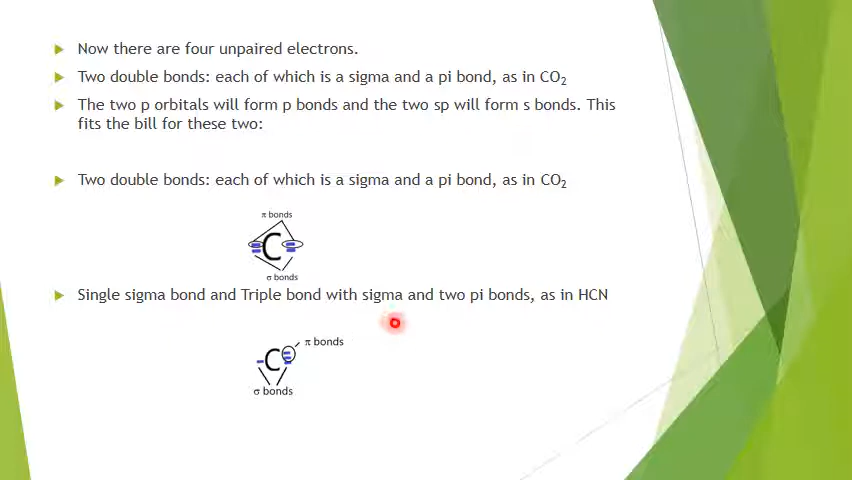 Now there are four unpaired electrons.
Two double bonds: each of which is a sigma and a pi bond, as in CO₂
The two p orbitals will form p bonds and the two sp will form s bonds. This
fits the bill for these two:
Two double bonds: each of which is a sigma and a pi bond, as in CO₂
π bonds
C
σ bonds
Single sigma bond and Triple bond with sigma and two pi bonds, as in HCN
π bonds
C
σ bonds